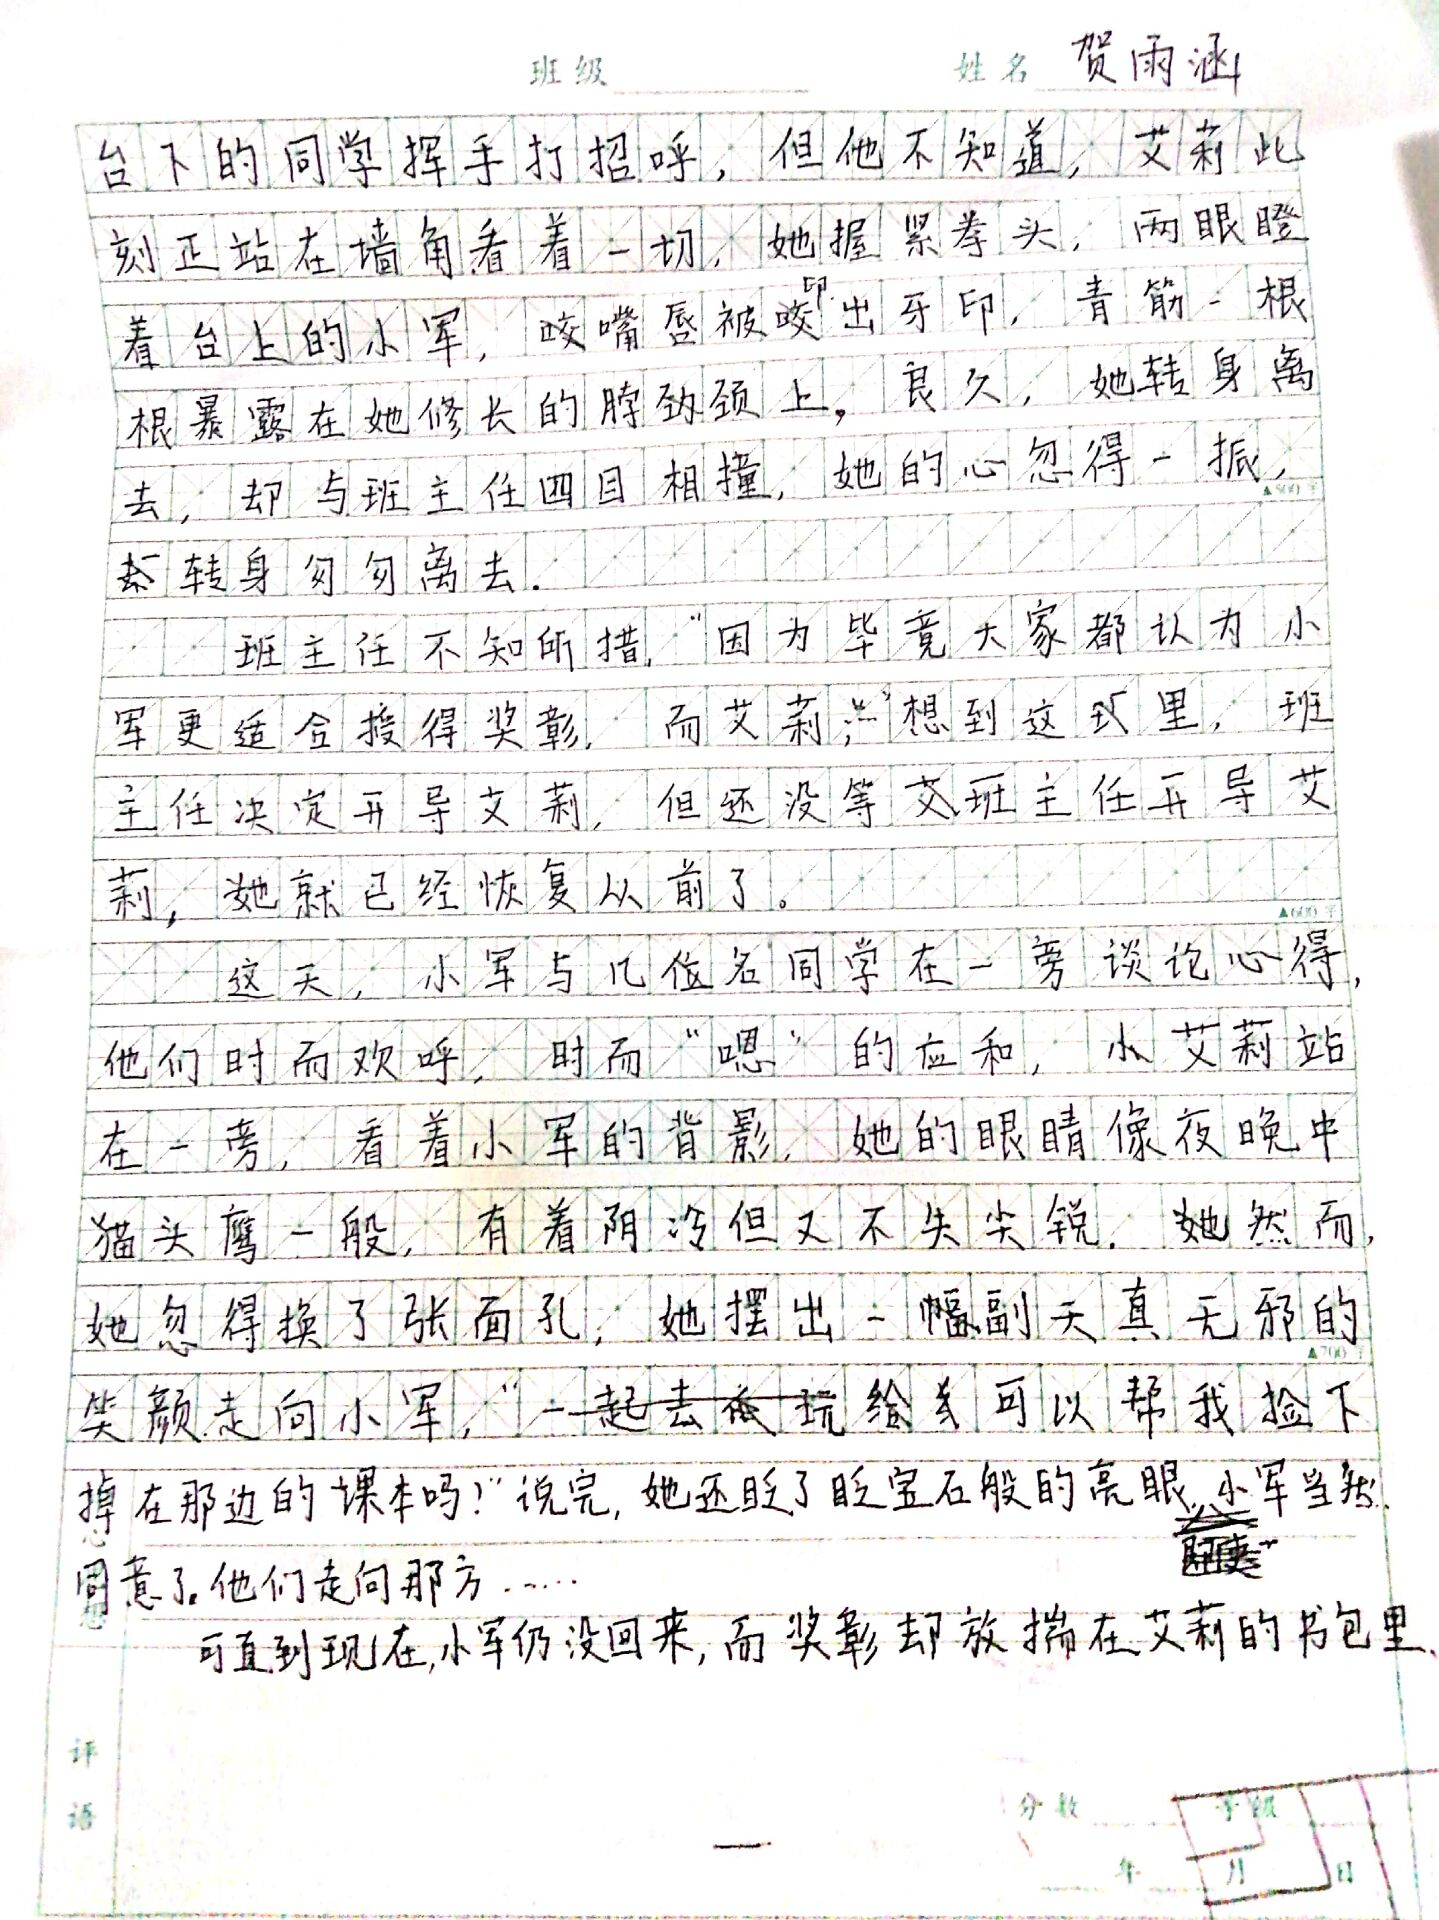 班级 姓名 贺雨涵
台下的同学挥手打招呼，但他不知道，艾莉此
刻正站在墙角看着一切，她握紧拳头，两眼瞪
着台上的小军，咬嘴唇被咬出牙印，青筋一根
根暴露在她修长的脖颈上，良久，她转身离
去，却与班主任四目相撞，她的心忽得一振，
▲500字
转身匆匆离去．
班主任不知所措，“因为毕竟大家都认为小
军更适合授得奖彰，而艾莉；…”想到这里，班
主任决定开导艾莉，但还没等班主任开导艾
莉，她就已经恢复从前了。
▲600字
这天，小军与几位名同学在一旁谈论心得，
他们时而欢呼，时而“嗯”的应和，小艾莉站
在一旁，看着小军的背影，她的眼睛像夜晚中
猫头鹰一般，有着阴冷但又不失尖锐．她然而，
她忽得换了张面孔，她摆出一副天真无邪的
▲700字
笑颜走向小军，“可以帮我捡下
掉在那边的课本吗！”说完，她还眨了眨宝石般的亮眼，小军当然
同意了。他们走向那方……
可直到现在，小军仍没回来，而奖彰却放揣在艾莉的书包里．
评语
分数 等级
年 月 日